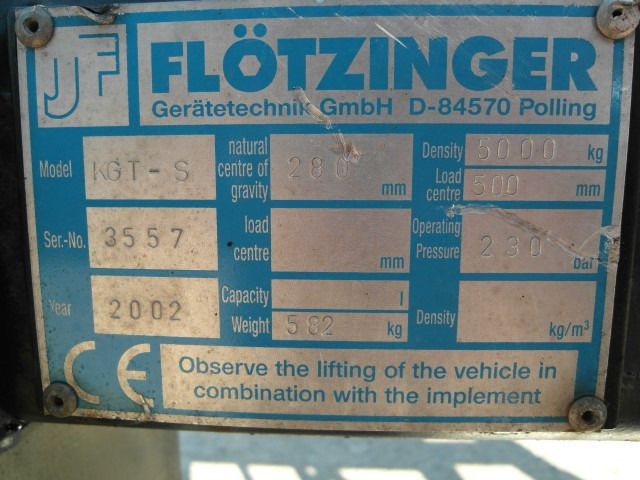 JF FLÖTZINGER
Gerätetechnik GmbH D-84570 Polling
Model KGT-S
natural centre of gravity 280 mm
Density 5000 kg
Load centre 500 mm
Ser.-No. 3557
load centre mm
Operating Pressure 230 bar
Year 2002
Capacity l
Weight 582 kg
Density kg/m³
CE
Observe the lifting of the vehicle in
combination with the implement